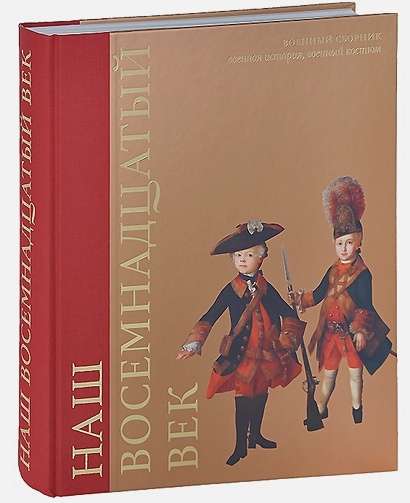 ВОЕННЫЙ СБОРНИК
военная история, военный костюм
НАШ
ВОСЕМНАДЦАТЫЙ
ВЕК
НАШ ВОСЕМНАДЦАТЫЙ ВЕК